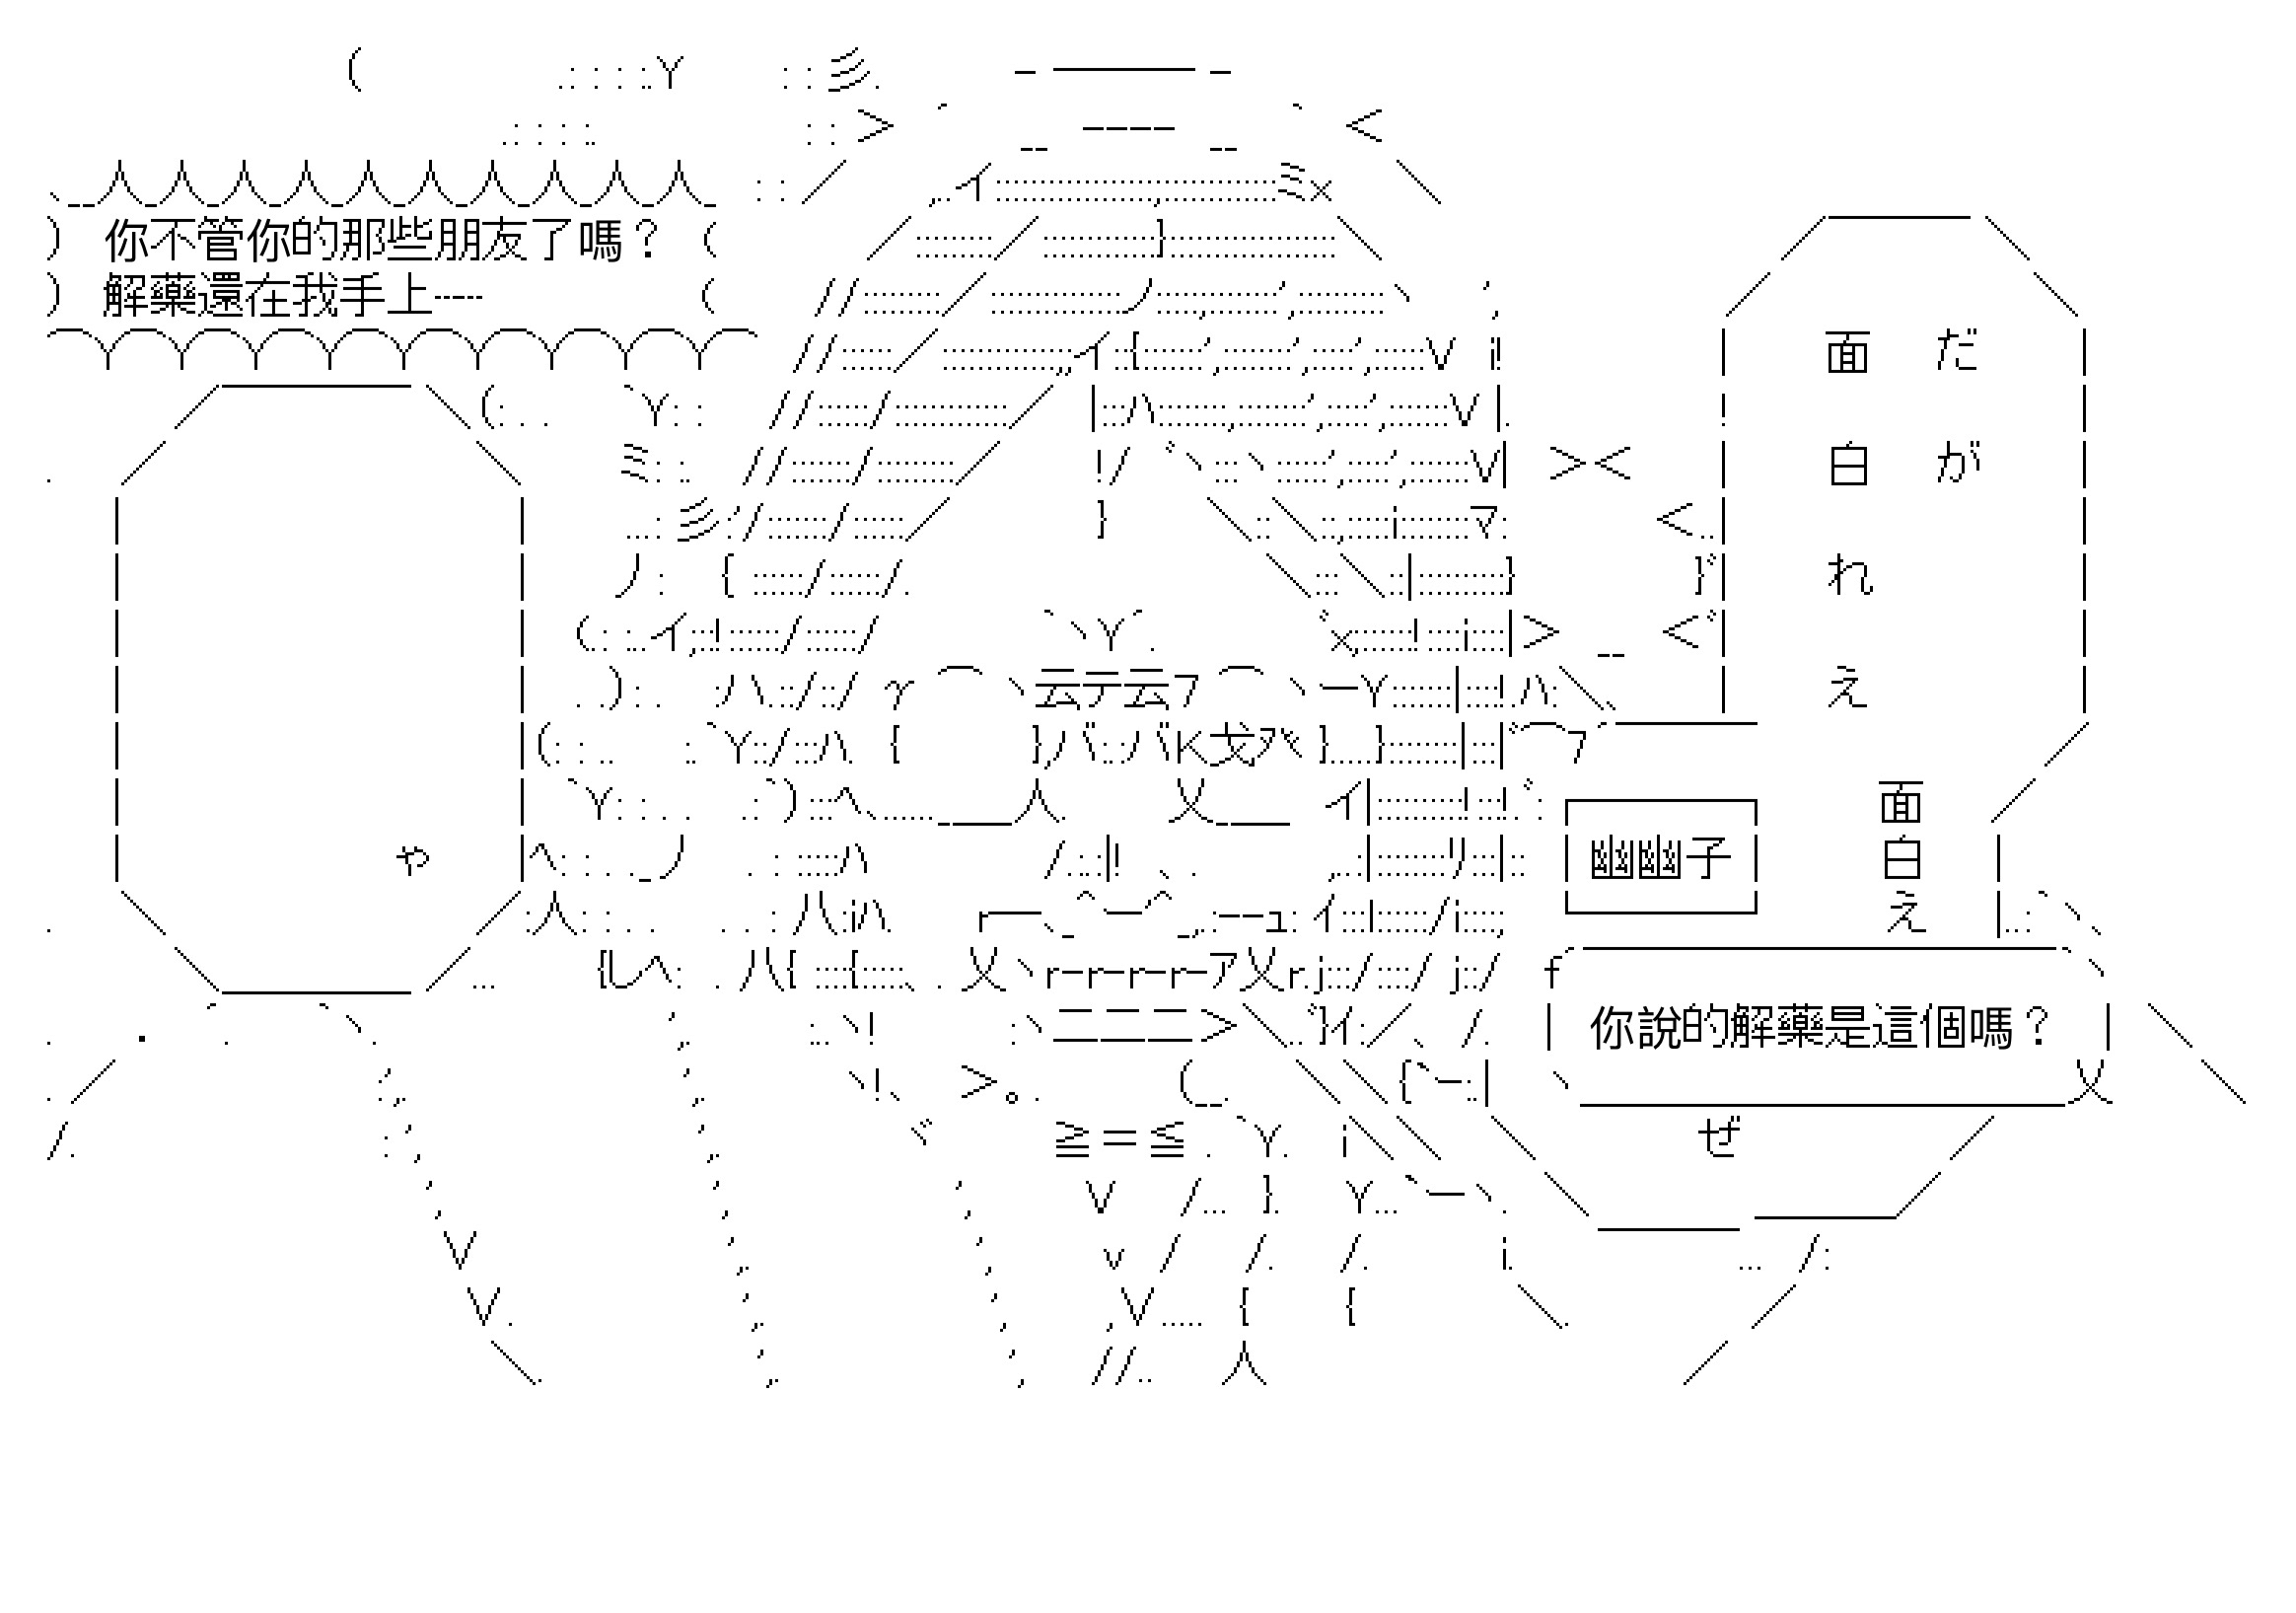 你不管你的那些朋友了嗎？
解藥還在我手上┄┄
だが
面白れえ
面白え
ぜ
や
幽幽子
你說的解藥是這個嗎？